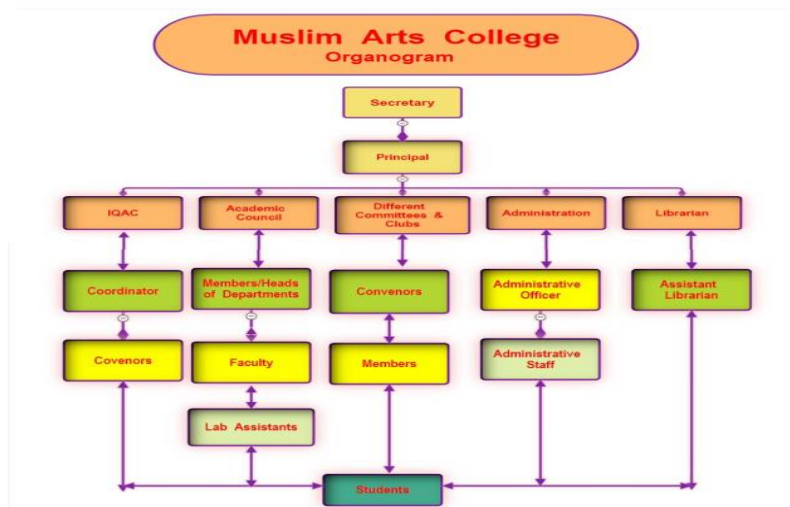 Muslim Arts College
Organogram
Secretary
Principal
IQAC
Academic
Council
Different
Committees &
Clubs
Administration
Librarian
Coordinator
Members/Heads
of Departments
Convenors
Administrative
Officer
Assistant
Librarian
Covenors
Faculty
Members
Administrative
Staff
Lab Assistants
Students